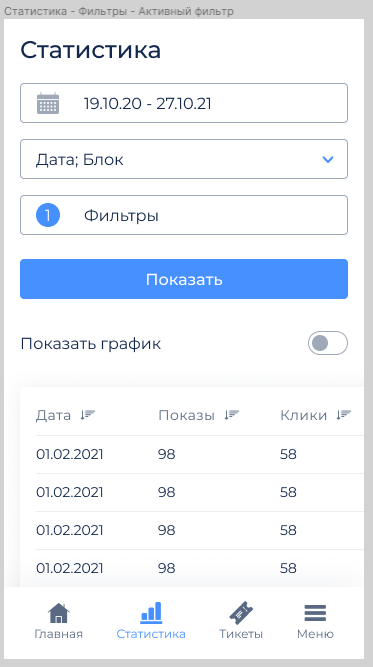 Статистика - Фильтры - Активный фильтр
Статистика
19.10.20 - 27.10.21
Дата; Блок
1 Фильтры
Показать
Показать график
Дата Показы Клики
01.02.2021 98 58
01.02.2021 98 58
01.02.2021 98 58
01.02.2021 98 58
Главная Статистика Тикеты Меню